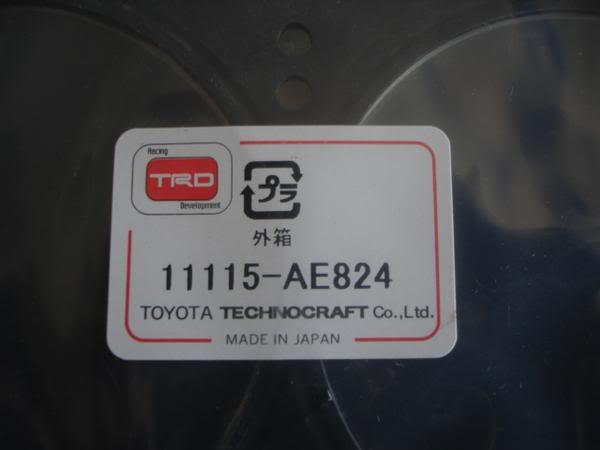 Racing
TRD
Development
プラ
外箱
11115-AE824
TOYOTA TECHNOCRAFT Co.,Ltd.
MADE IN JAPAN